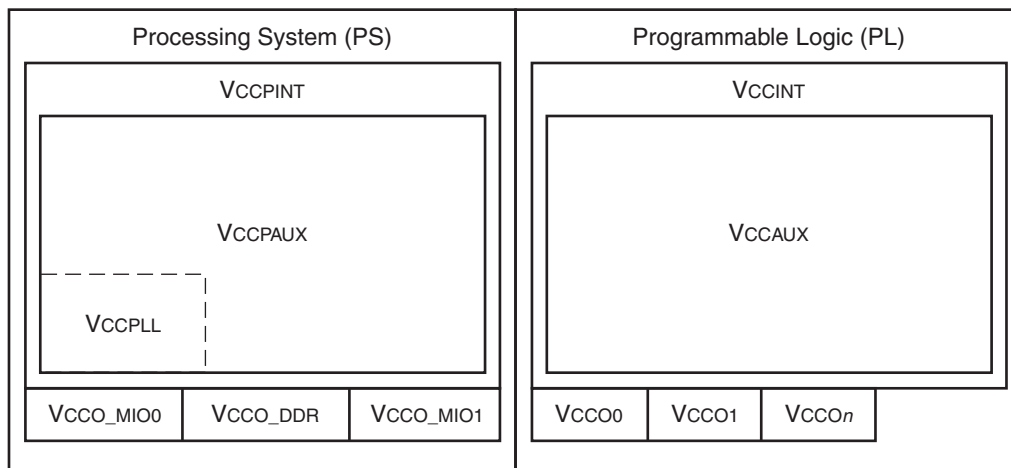 Processing System (PS)
VCCPINT
VCCPAUX
VCCPLL
VCCO_MIO0
VCCO_DDR
VCCO_MIO1
Programmable Logic (PL)
VCCINT
VCCAUX
VCCO0
VCCO1
VCCOn